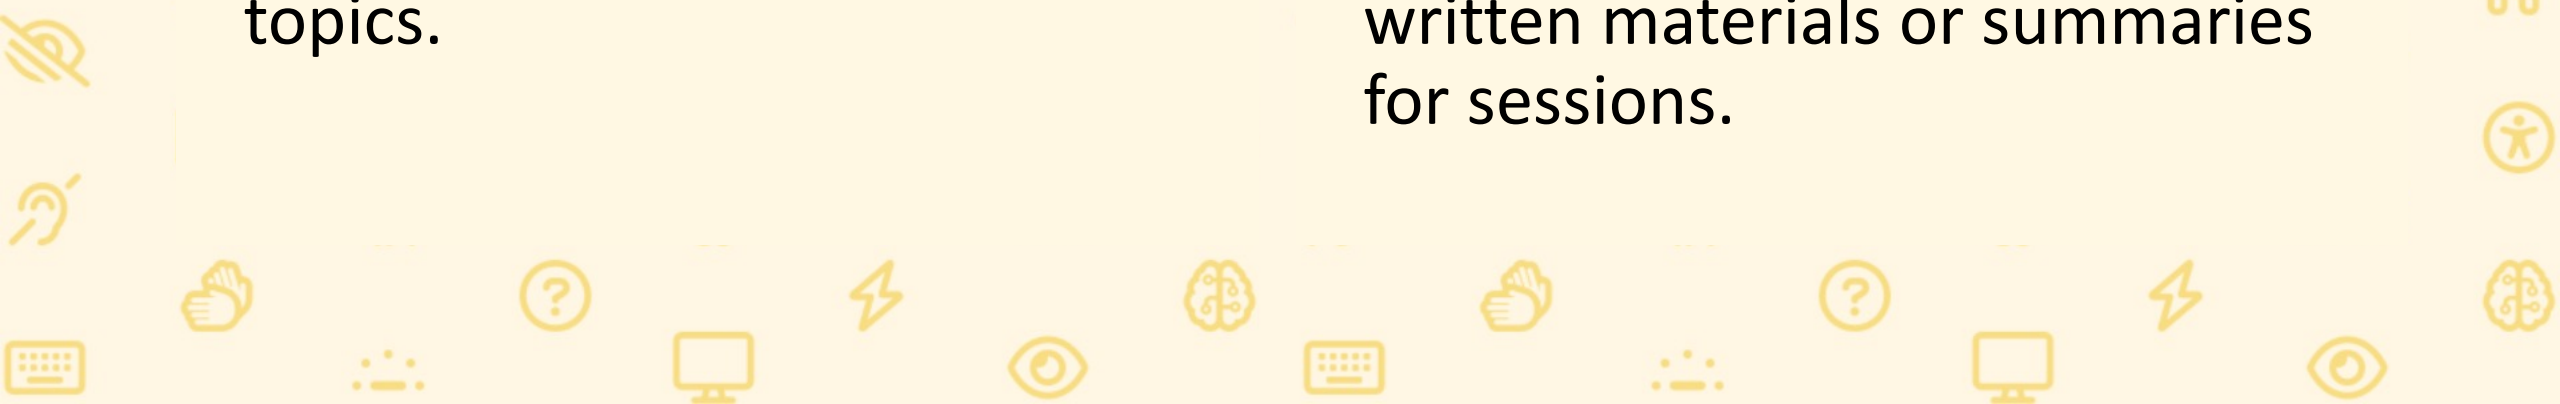 topics.
written materials or summaries
for sessions.